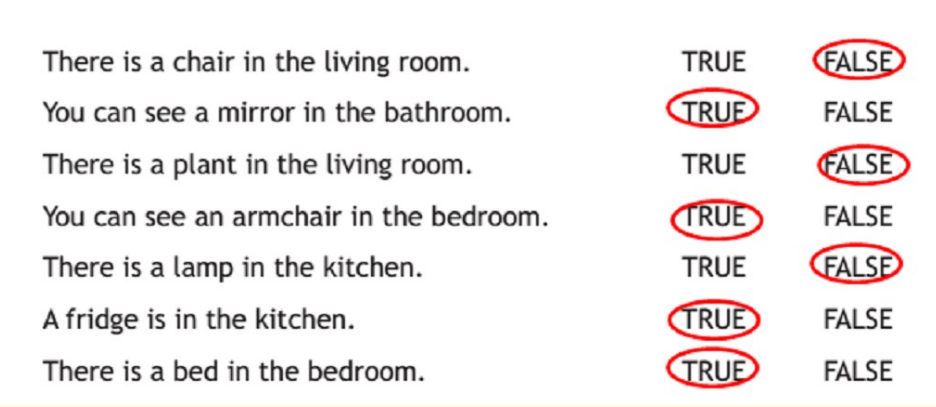 There is a chair in the living room. TRUE FALSE
You can see a mirror in the bathroom. TRUE FALSE
There is a plant in the living room. TRUE FALSE
You can see an armchair in the bedroom. TRUE FALSE
There is a lamp in the kitchen. TRUE FALSE
A fridge is in the kitchen. TRUE FALSE
There is a bed in the bedroom. TRUE FALSE